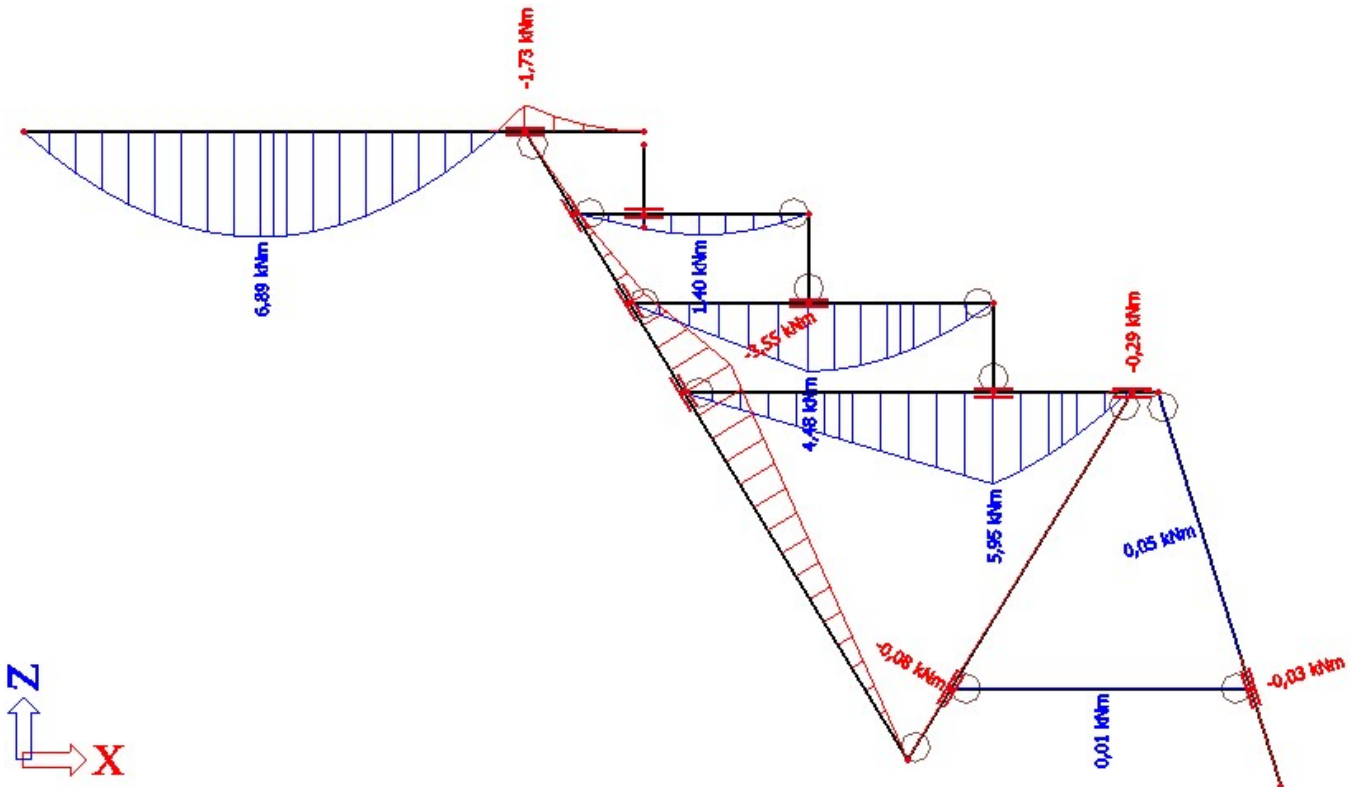 -1,73 kNm
6,89 kNm
1,40 kNm
-3,55 kNm
-0,29 kNm
4,48 kNm
5,95 kNm
0,05 kNm
-0,08 kNm
-0,03 kNm
0,01 kNm
Z
X